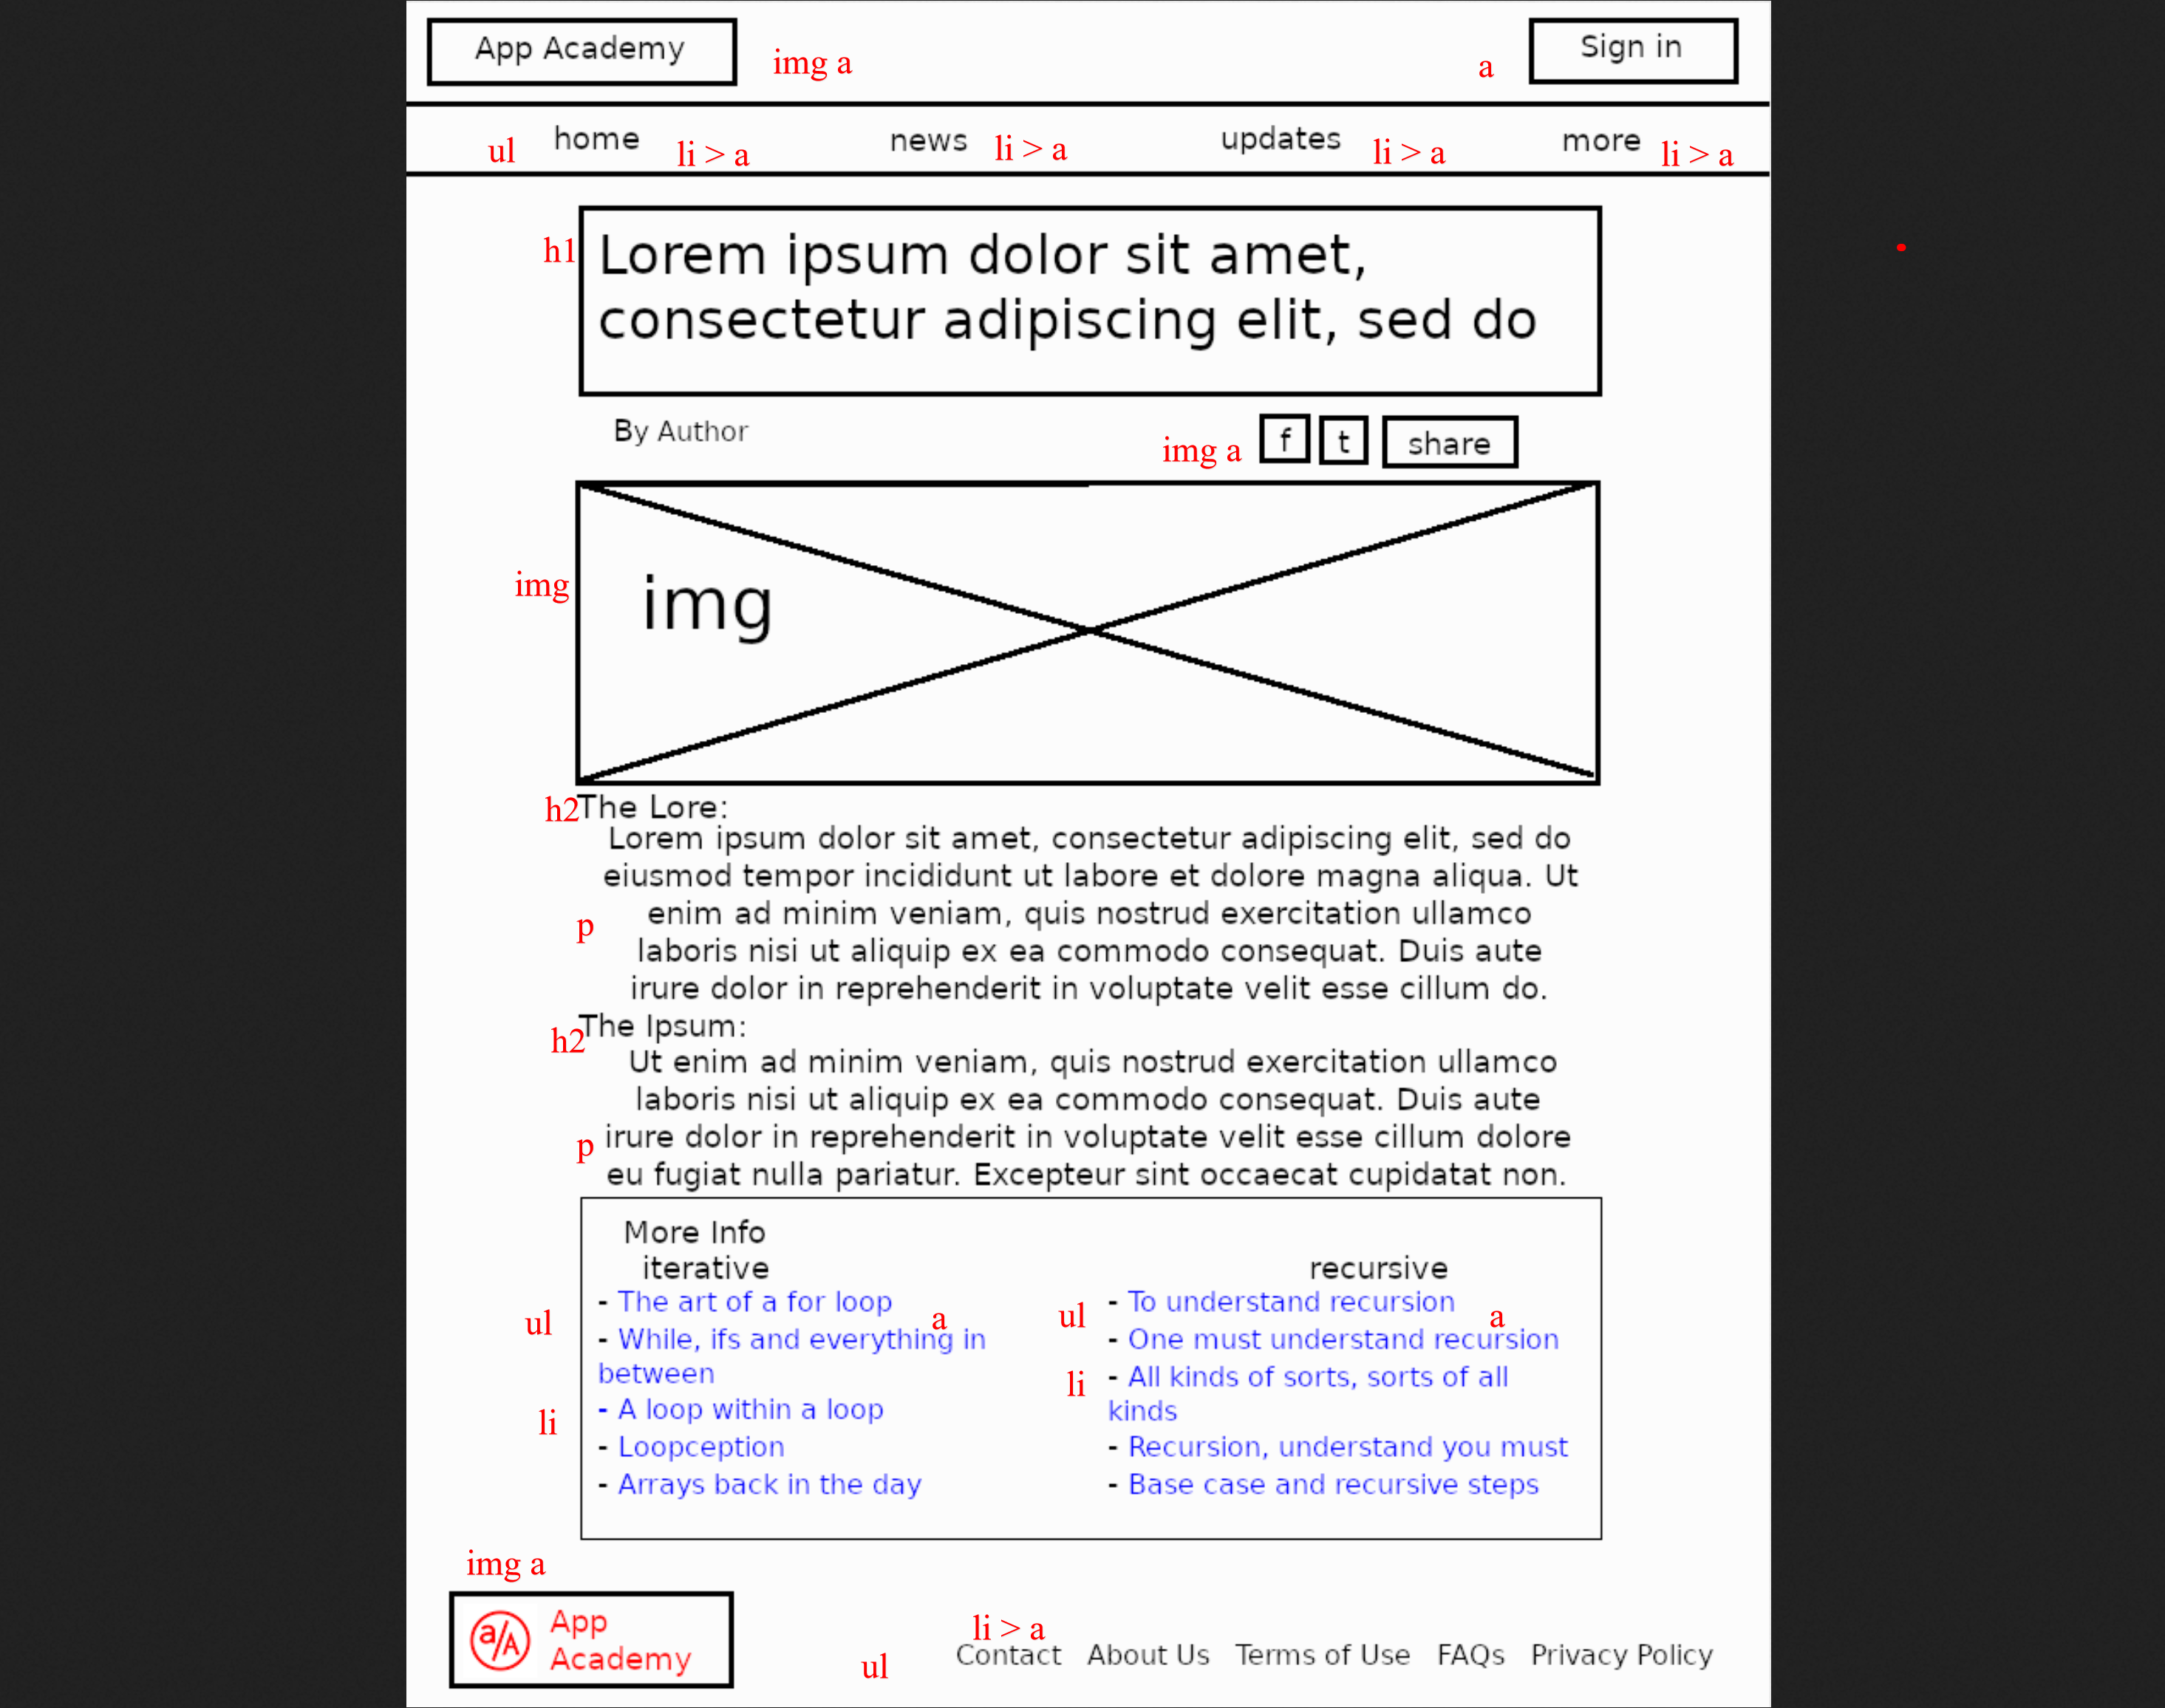 App Academy img a a Sign in
ul home li > a news li > a updates li > a more li > a
h1 Lorem ipsum dolor sit amet,
consectetur adipiscing elit, sed do
By Author img a f t share
img img
h2 The Lore:
Lorem ipsum dolor sit amet, consectetur adipiscing elit, sed do
eiusmod tempor incididunt ut labore et dolore magna aliqua. Ut
p enim ad minim veniam, quis nostrud exercitation ullamco
laboris nisi ut aliquip ex ea commodo consequat. Duis aute
irure dolor in reprehenderit in voluptate velit esse cillum do.
h2 The Ipsum:
Ut enim ad minim veniam, quis nostrud exercitation ullamco
laboris nisi ut aliquip ex ea commodo consequat. Duis aute
p irure dolor in reprehenderit in voluptate velit esse cillum dolore
eu fugiat nulla pariatur. Excepteur sint occaecat cupidatat non.
More Info
iterative
ul - The art of a for loop a
- While, ifs and everything in
between
li - A loop within a loop
- Loopception
- Arrays back in the day
recursive
ul - To understand recursion a
- One must understand recursion
li - All kinds of sorts, sorts of all
kinds
- Recursion, understand you must
- Base case and recursive steps
img a
a/A App
Academy
li > a
ul Contact About Us Terms of Use FAQs Privacy Policy